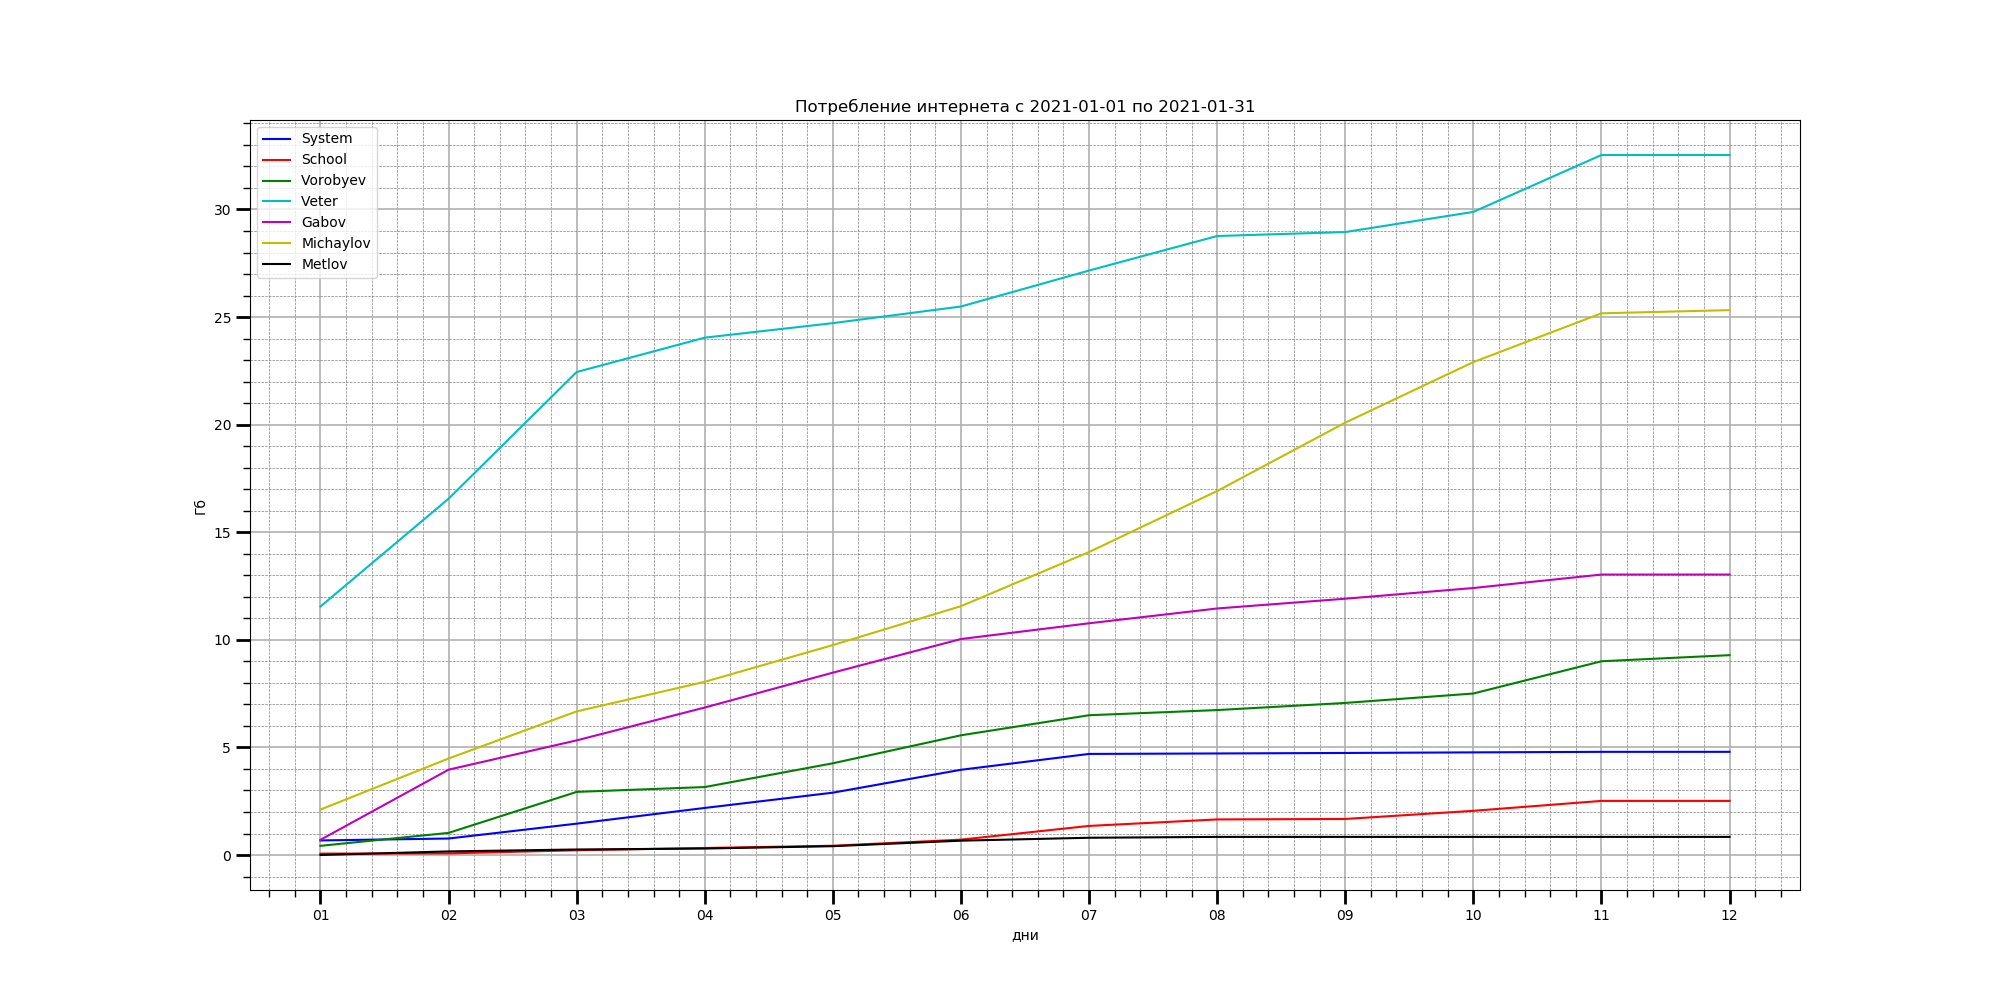 Потребление интернета с 2021-01-01 по 2021-01-31
System
School
Vorobyev
Veter
Gabov
Michaylov
Metlov
30
25
20
15
10
5
0
Гб
01 02 03 04 05 06 07 08 09 10 11 12
дни